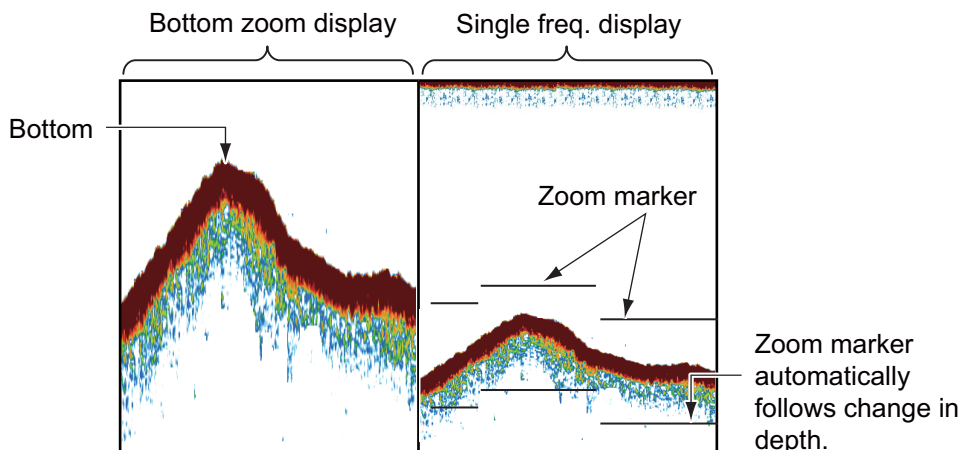 Bottom zoom display
Single freq. display
Bottom
Zoom marker
Zoom marker
automatically
follows change in
depth.